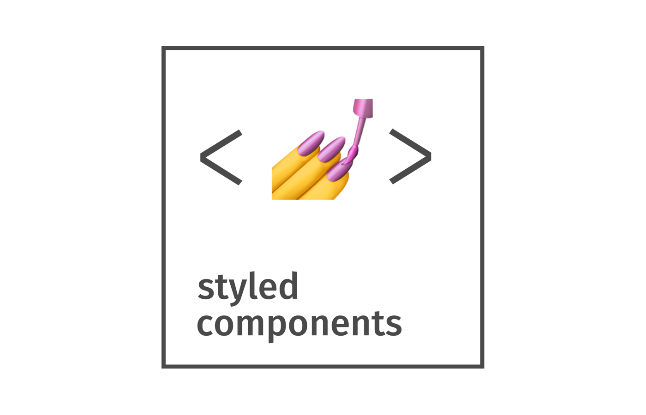 < 💅 >
styled
components